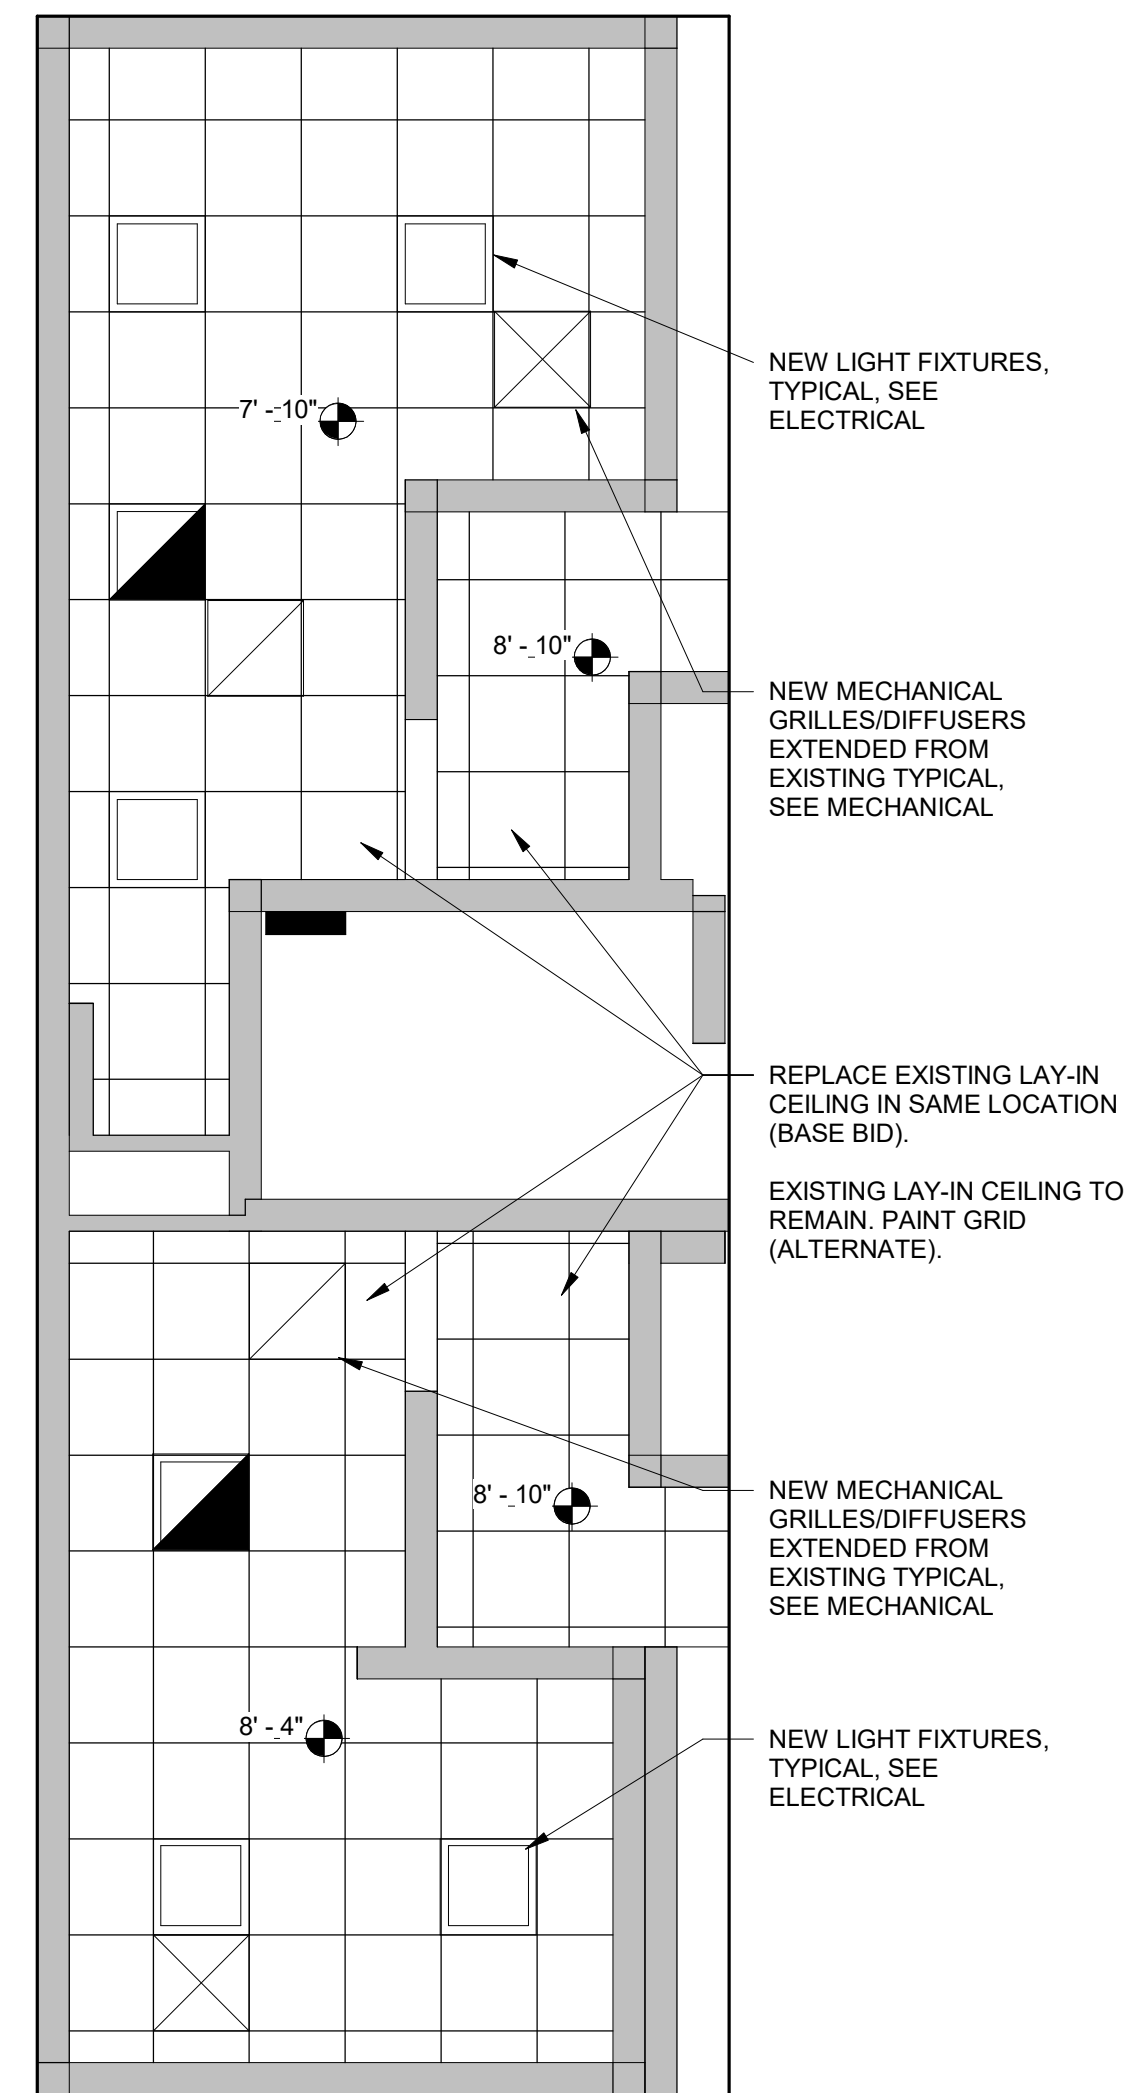 NEW LIGHT FIXTURES,
TYPICAL, SEE
ELECTRICAL
7' - 10"
8' - 10"
NEW MECHANICAL
GRILLES/DIFFUSERS
EXTENDED FROM
EXISTING TYPICAL,
SEE MECHANICAL
REPLACE EXISTING LAY-IN
CEILING IN SAME LOCATION
(BASE BID).
EXISTING LAY-IN CEILING TO
REMAIN. PAINT GRID
(ALTERNATE).
8' - 10"
NEW MECHANICAL
GRILLES/DIFFUSERS
EXTENDED FROM
EXISTING TYPICAL,
SEE MECHANICAL
8' - 4"
NEW LIGHT FIXTURES,
TYPICAL, SEE
ELECTRICAL